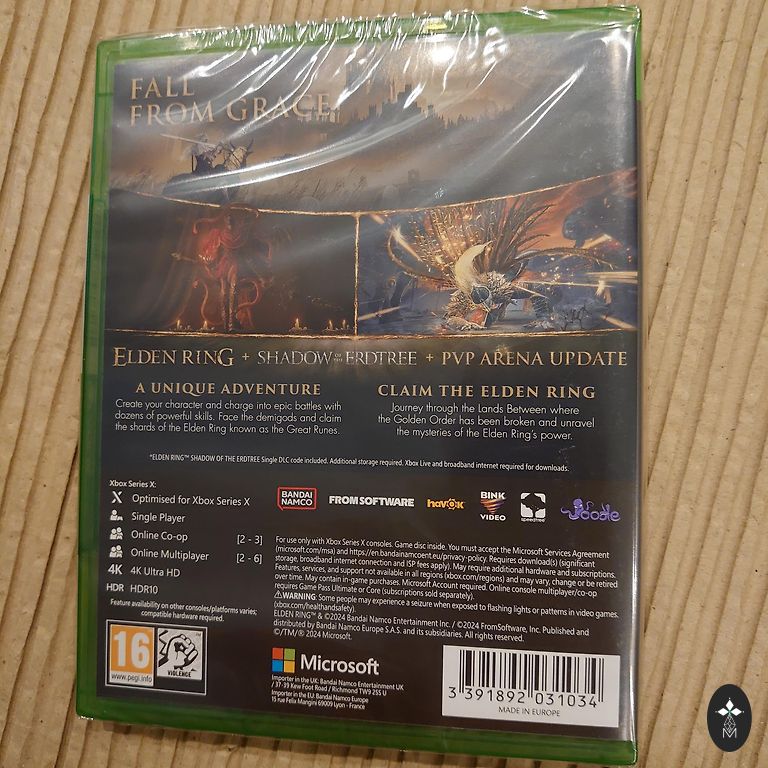 FALL
FROM GRACE
ELDEN RING + SHADOW OF THE ERDTREE + PVP ARENA UPDATE
A UNIQUE ADVENTURE
Create your character and charge into epic battles with
dozens of powerful skills. Face the demigods and claim
the shards of the Elden Ring known as the Great Runes.
CLAIM THE ELDEN RING
Journey through the Lands Between where
the Golden Order has been broken and unravel
the mysteries of the Elden Ring's power.
*ELDEN RING™ SHADOW OF THE ERDTREE Single DLC code included. Additional storage required. Xbox Live and broadband internet required for downloads.
Xbox Series X:
X Optimised for Xbox Series X
Single Player
Online Co-op [2 - 3]
Online Multiplayer [2 - 6]
4K 4K Ultra HD
HDR HDR10
Feature availability on other consoles/platforms varies;
compatible hardware required.
BANDAI
NAMCO
FROMSOFTWARE
havok
BINK
VIDEO
speedtree
oodle
For use only with Xbox Series X consoles. Game disc inside. You must accept the Microsoft Services Agreement
(microsoft.com/msa) and https://en.bandainamcoent.eu/privacy-policy. Requires download(s) (significant
storage, broadband internet connection and ISP fees apply). May require additional hardware and subscriptions.
Features, services, and support not available in all regions (xbox.com/regions) and may vary, change or be retired
over time. May contain in-game purchases. Microsoft Account required. Online console multiplayer/co-op
requires Game Pass Ultimate or Core (subscriptions sold separately).
⚠WARNING: Some people may experience a seizure when exposed to flashing lights or patterns in video games.
(xbox.com/healthandsafety).
ELDEN RING™ & ©2024 Bandai Namco Entertainment Inc. / ©2024 FromSoftware, Inc. Published and
distributed by Bandai Namco Europe S.A.S. and its subsidiaries. All rights reserved.
©/TM/® 2024 Microsoft.
16
www.pegi.info
VIOLENCE
Microsoft
Importer in the UK: Bandai Namco Entertainment UK
/ 37-39 Kew Foot Road / Richmond TW9 2SS U
Importer in the EU: Bandai Namco Europe
15 rue Felix Mangini 69009 Lyon - France
3 391892 031034
MADE IN EUROPE
M